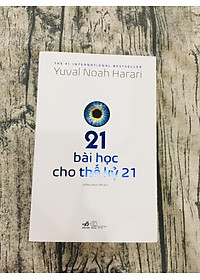 THE #1 INTERNATIONAL BESTSELLER
Yuval Noah Harari
21
bài học
cho thế kỷ 21